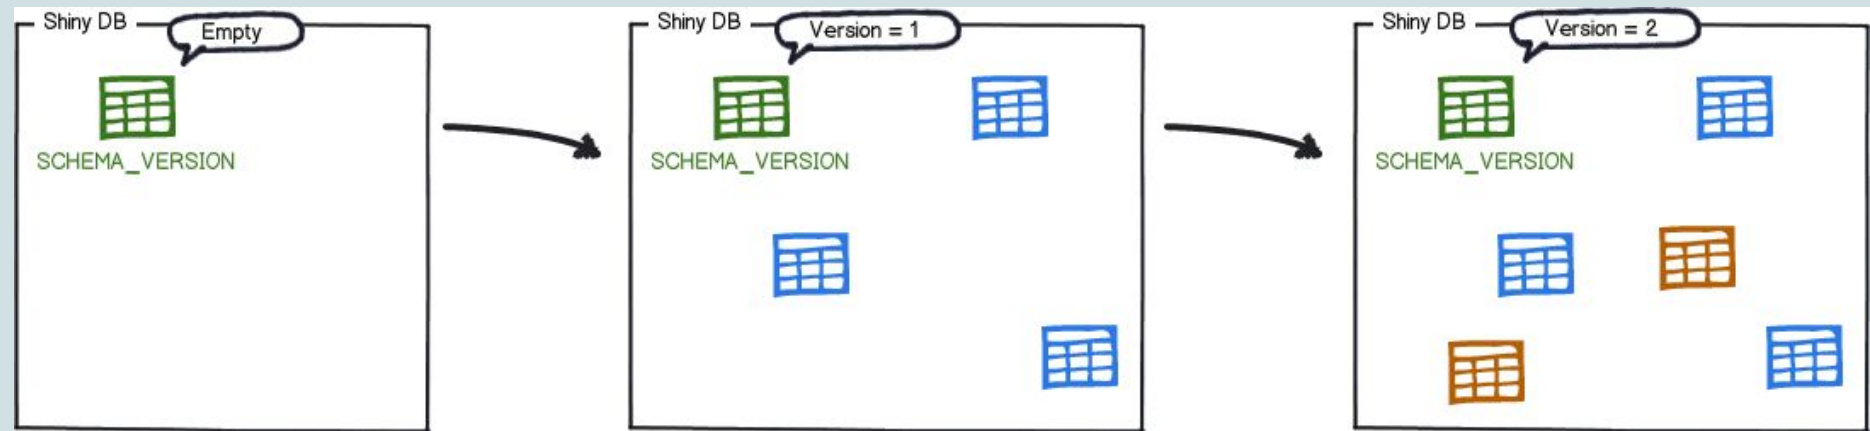 Shiny DB
Empty
SCHEMA_VERSION
Shiny DB
Version = 1
SCHEMA_VERSION
Shiny DB
Version = 2
SCHEMA_VERSION